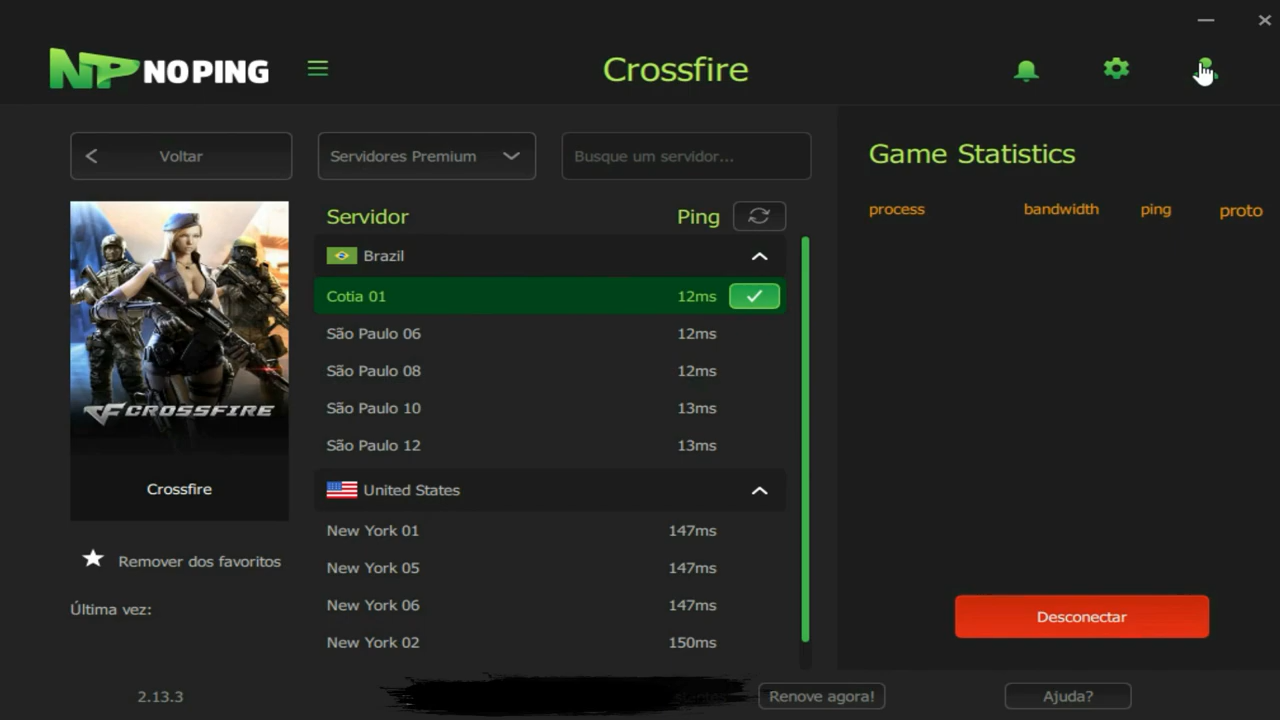 NP NOPING
Crossfire
Voltar
Servidores Premium
Busque um servidor...
Game Statistics
process bandwidth ping proto
Servidor Ping
Brazil
Cotia 01 12ms
São Paulo 06 12ms
São Paulo 08 12ms
São Paulo 10 13ms
São Paulo 12 13ms
United States
New York 01 147ms
New York 05 147ms
New York 06 147ms
New York 02 150ms
CF CROSSFIRE
Crossfire
Remover dos favoritos
Última vez:
Desconectar
2.13.3
Renove agora!
Ajuda?